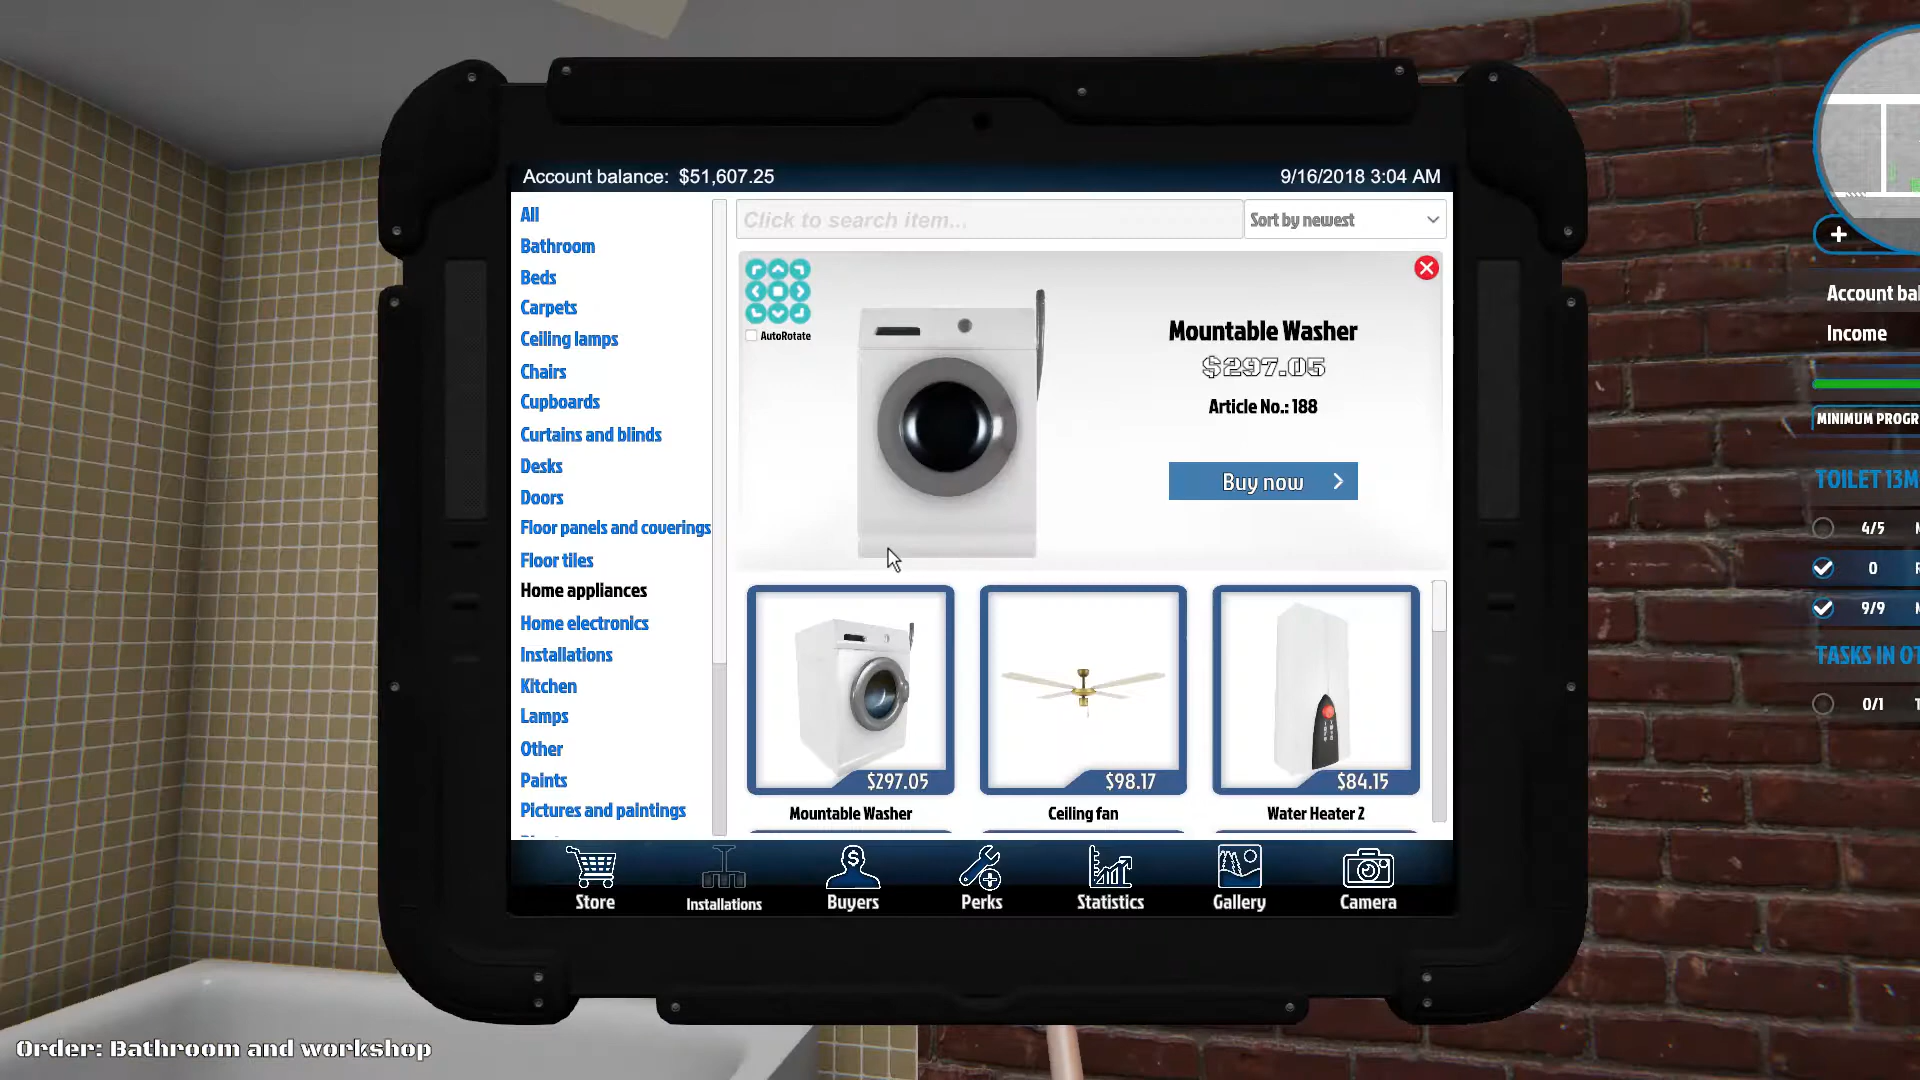 Account balance: $51,607.25
9/16/2018 3:04 AM
All
Bathroom
Beds
Carpets
Ceiling lamps
Chairs
Cupboards
Curtains and blinds
Desks
Doors
Floor panels and coverings
Floor tiles
Home appliances
Home electronics
Installations
Kitchen
Lamps
Other
Paints
Pictures and paintings
Click to search item...
Sort by newest
AutoRotate
Mountable Washer
$297.05
Article No.: 188
Buy now
$297.05
$98.17
$84.15
Mountable Washer
Ceiling fan
Water Heater 2
Store
Installations
Buyers
Perks
Statistics
Gallery
Camera
Account bal
Income
MINIMUM PROGR
TOILET 13M
4/5
0
9/9
TASKS IN OT
0/1
Order: Bathroom and workshop